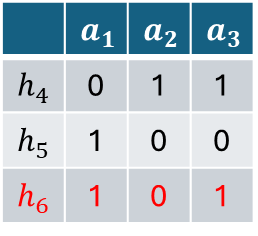 a₁ a₂ a₃
h₄ 0 1 1
h₅ 1 0 0
h₆ 1 0 1